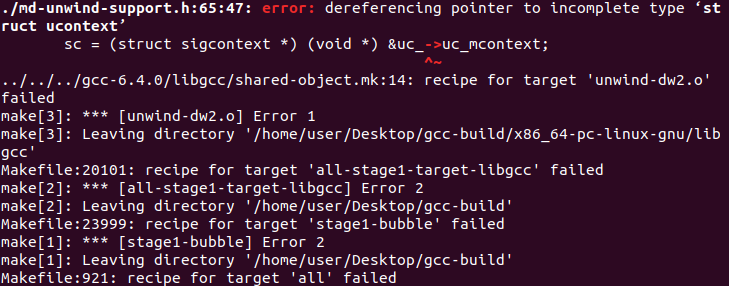 ./md-unwind-support.h:65:47: error: dereferencing pointer to incomplete type ‘st
ruct ucontext’
sc = (struct sigcontext *) (void *) &uc_->uc_mcontext;
^~
../../../gcc-6.4.0/libgcc/shared-object.mk:14: recipe for target 'unwind-dw2.o'
failed
make[3]: *** [unwind-dw2.o] Error 1
make[3]: Leaving directory '/home/user/Desktop/gcc-build/x86_64-pc-linux-gnu/lib
gcc'
Makefile:20101: recipe for target 'all-stage1-target-libgcc' failed
make[2]: *** [all-stage1-target-libgcc] Error 2
make[2]: Leaving directory '/home/user/Desktop/gcc-build'
Makefile:23999: recipe for target 'stage1-bubble' failed
make[1]: *** [stage1-bubble] Error 2
make[1]: Leaving directory '/home/user/Desktop/gcc-build'
Makefile:921: recipe for target 'all' failed